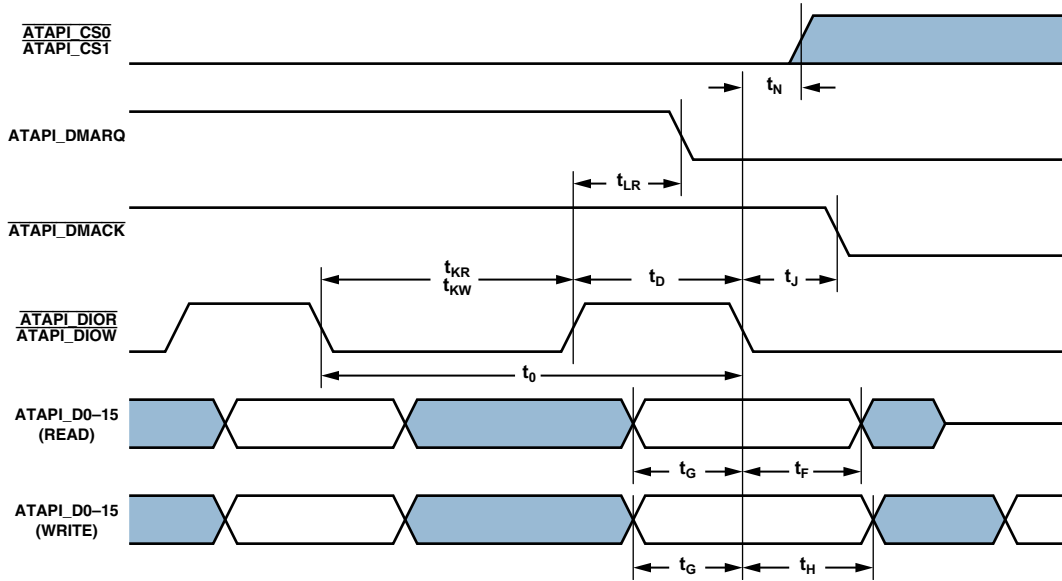 ATAPI_CS0
ATAPI_CS1
tN
ATAPI_DMARQ
tLR
ATAPI_DMACK
tKR
tKW
tD
tJ
ATAPI_DIOR
ATAPI_DIOW
t0
ATAPI_D0–15
(READ)
tG
tF
ATAPI_D0–15
(WRITE)
tG
tH